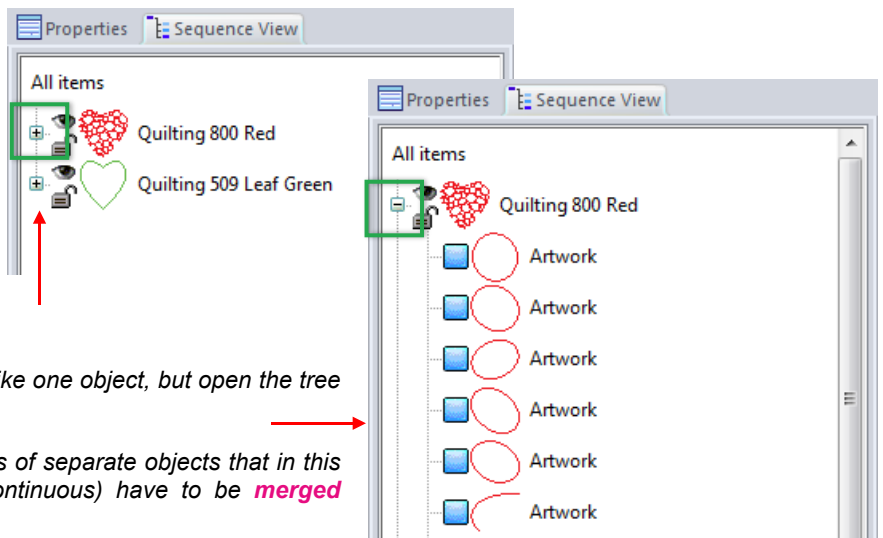 Properties Sequence View
All items
Quilting 800 Red
Quilting 509 Leaf Green
Properties Sequence View
All items
Quilting 800 Red
Artwork
Artwork
Artwork
Artwork
Artwork
Artwork
ike one object, but open the tree
s of separate objects that in this
ontinuous) have to be merged